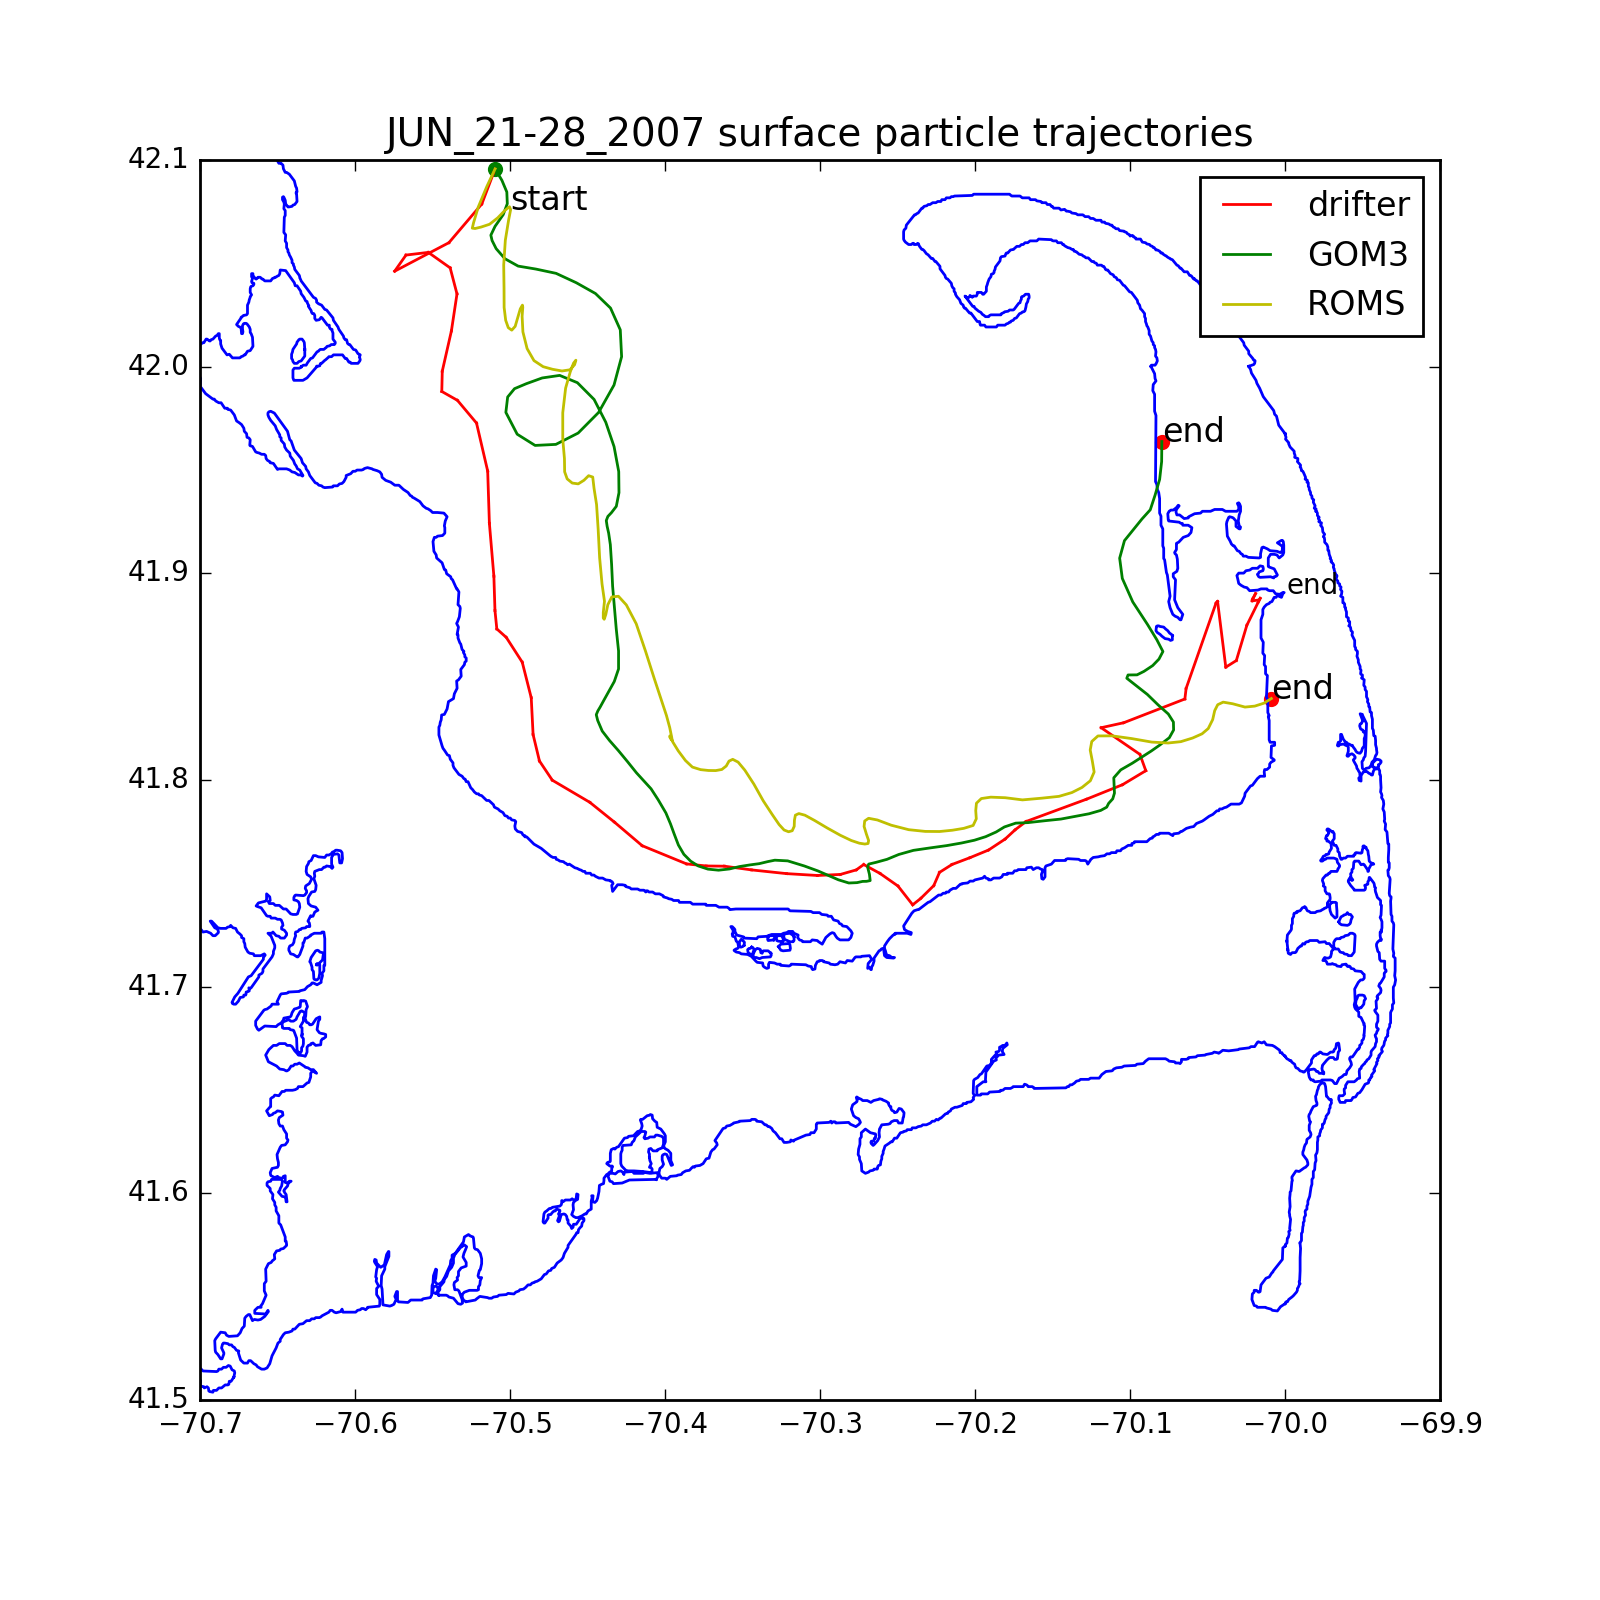 JUN_21-28_2007 surface particle trajectories
42.1
start
drifter
GOM3
ROMS
42.0
end
41.9
end
end
41.8
41.7
41.6
41.5
−70.7 −70.6 −70.5 −70.4 −70.3 −70.2 −70.1 −70.0 −69.9